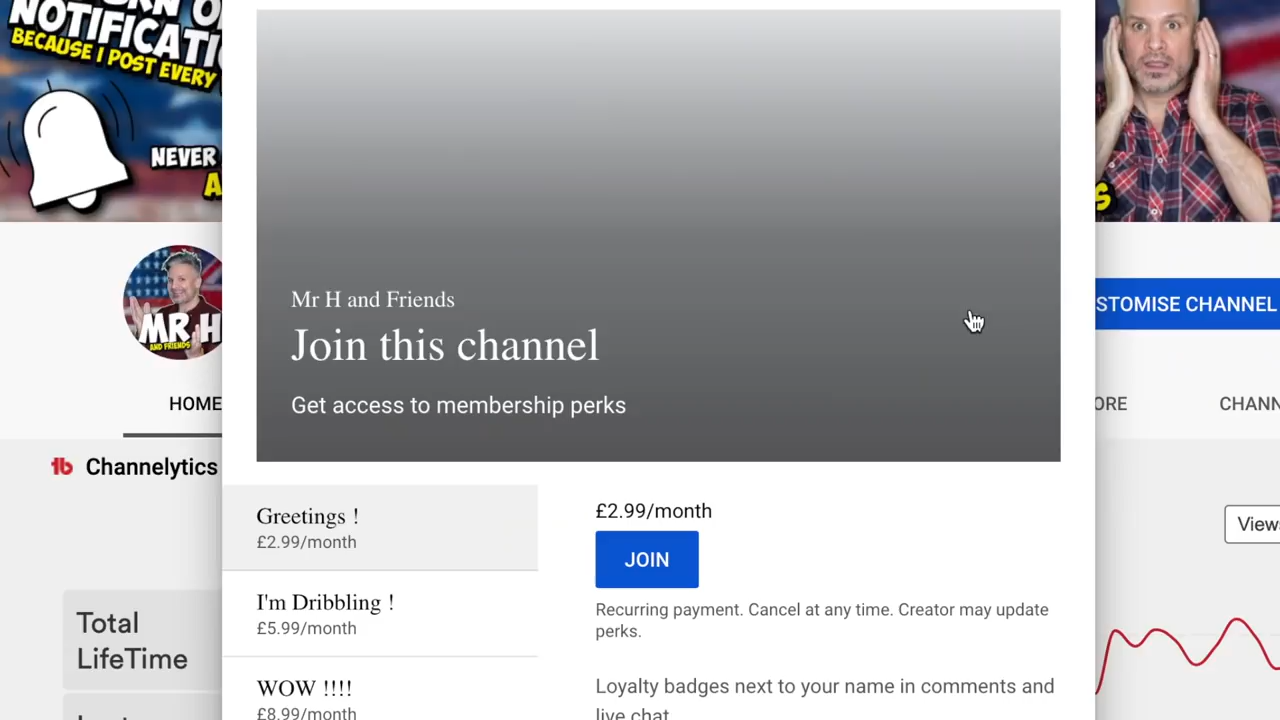 NOTIFICATI
BECAUSE I POST EVERY
NEVER
MR H
AND FRIENDS
Mr H and Friends
Join this channel
Get access to membership perks
STOMISE CHANNEL
HOME
ORE
CHANN
Channelytics
Greetings !
£2.99/month
£2.99/month
JOIN
View
I'm Dribbling !
£5.99/month
Recurring payment. Cancel at any time. Creator may update
perks.
Total
LifeTime
WOW !!!!
£8.99/month
Loyalty badges next to your name in comments and
live chat